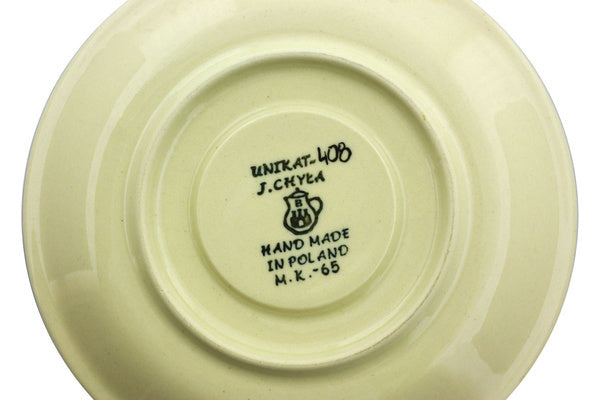 UNIKAT-408
J. CHYŁA
B
HAND MADE
IN POLAND
M.K.-65